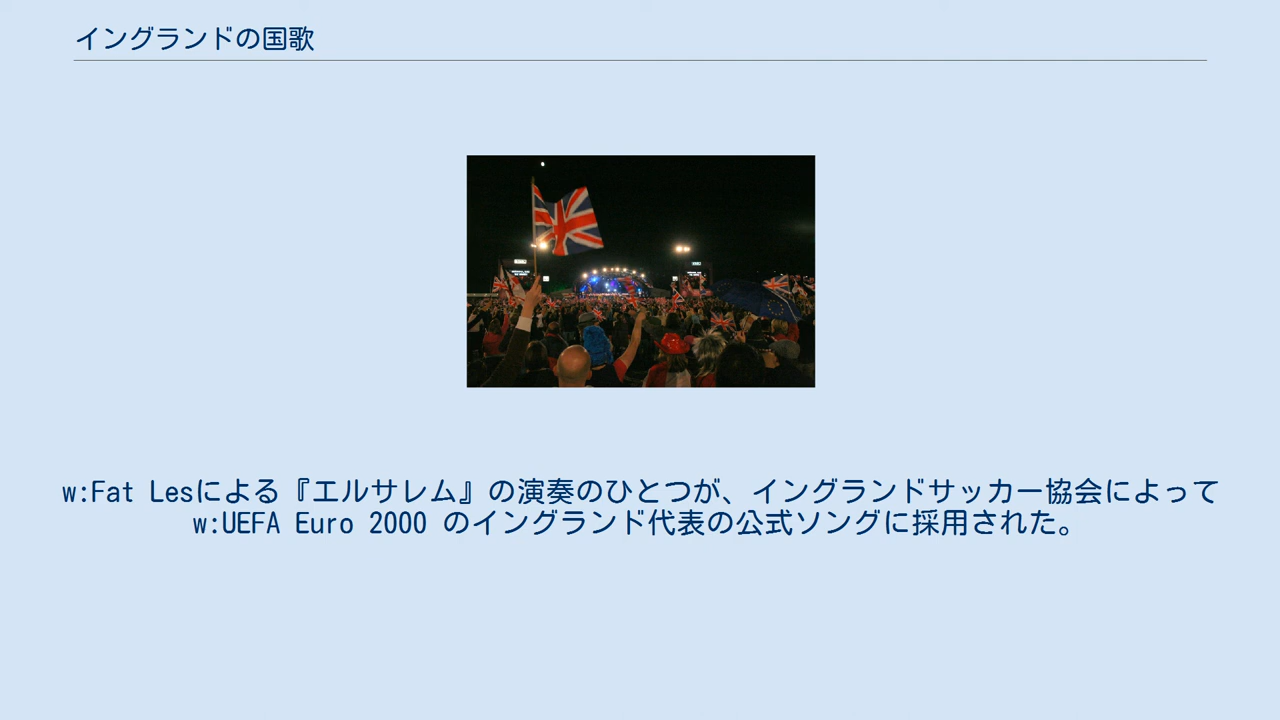 イングランドの国歌
w:Fat Lesによる『エルサレム』の演奏のひとつが、イングランドサッカー協会によって
w:UEFA Euro 2000 のイングランド代表の公式ソングに採用された。